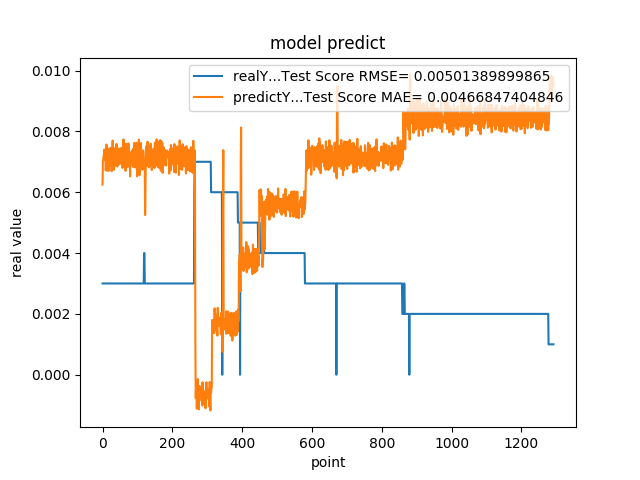 model predict
realY...Test Score RMSE= 0.00501389899865
predictY...Test Score MAE= 0.00466847404846
real value
0.010
0.008
0.006
0.004
0.002
0.000
0 200 400 600 800 1000 1200
point